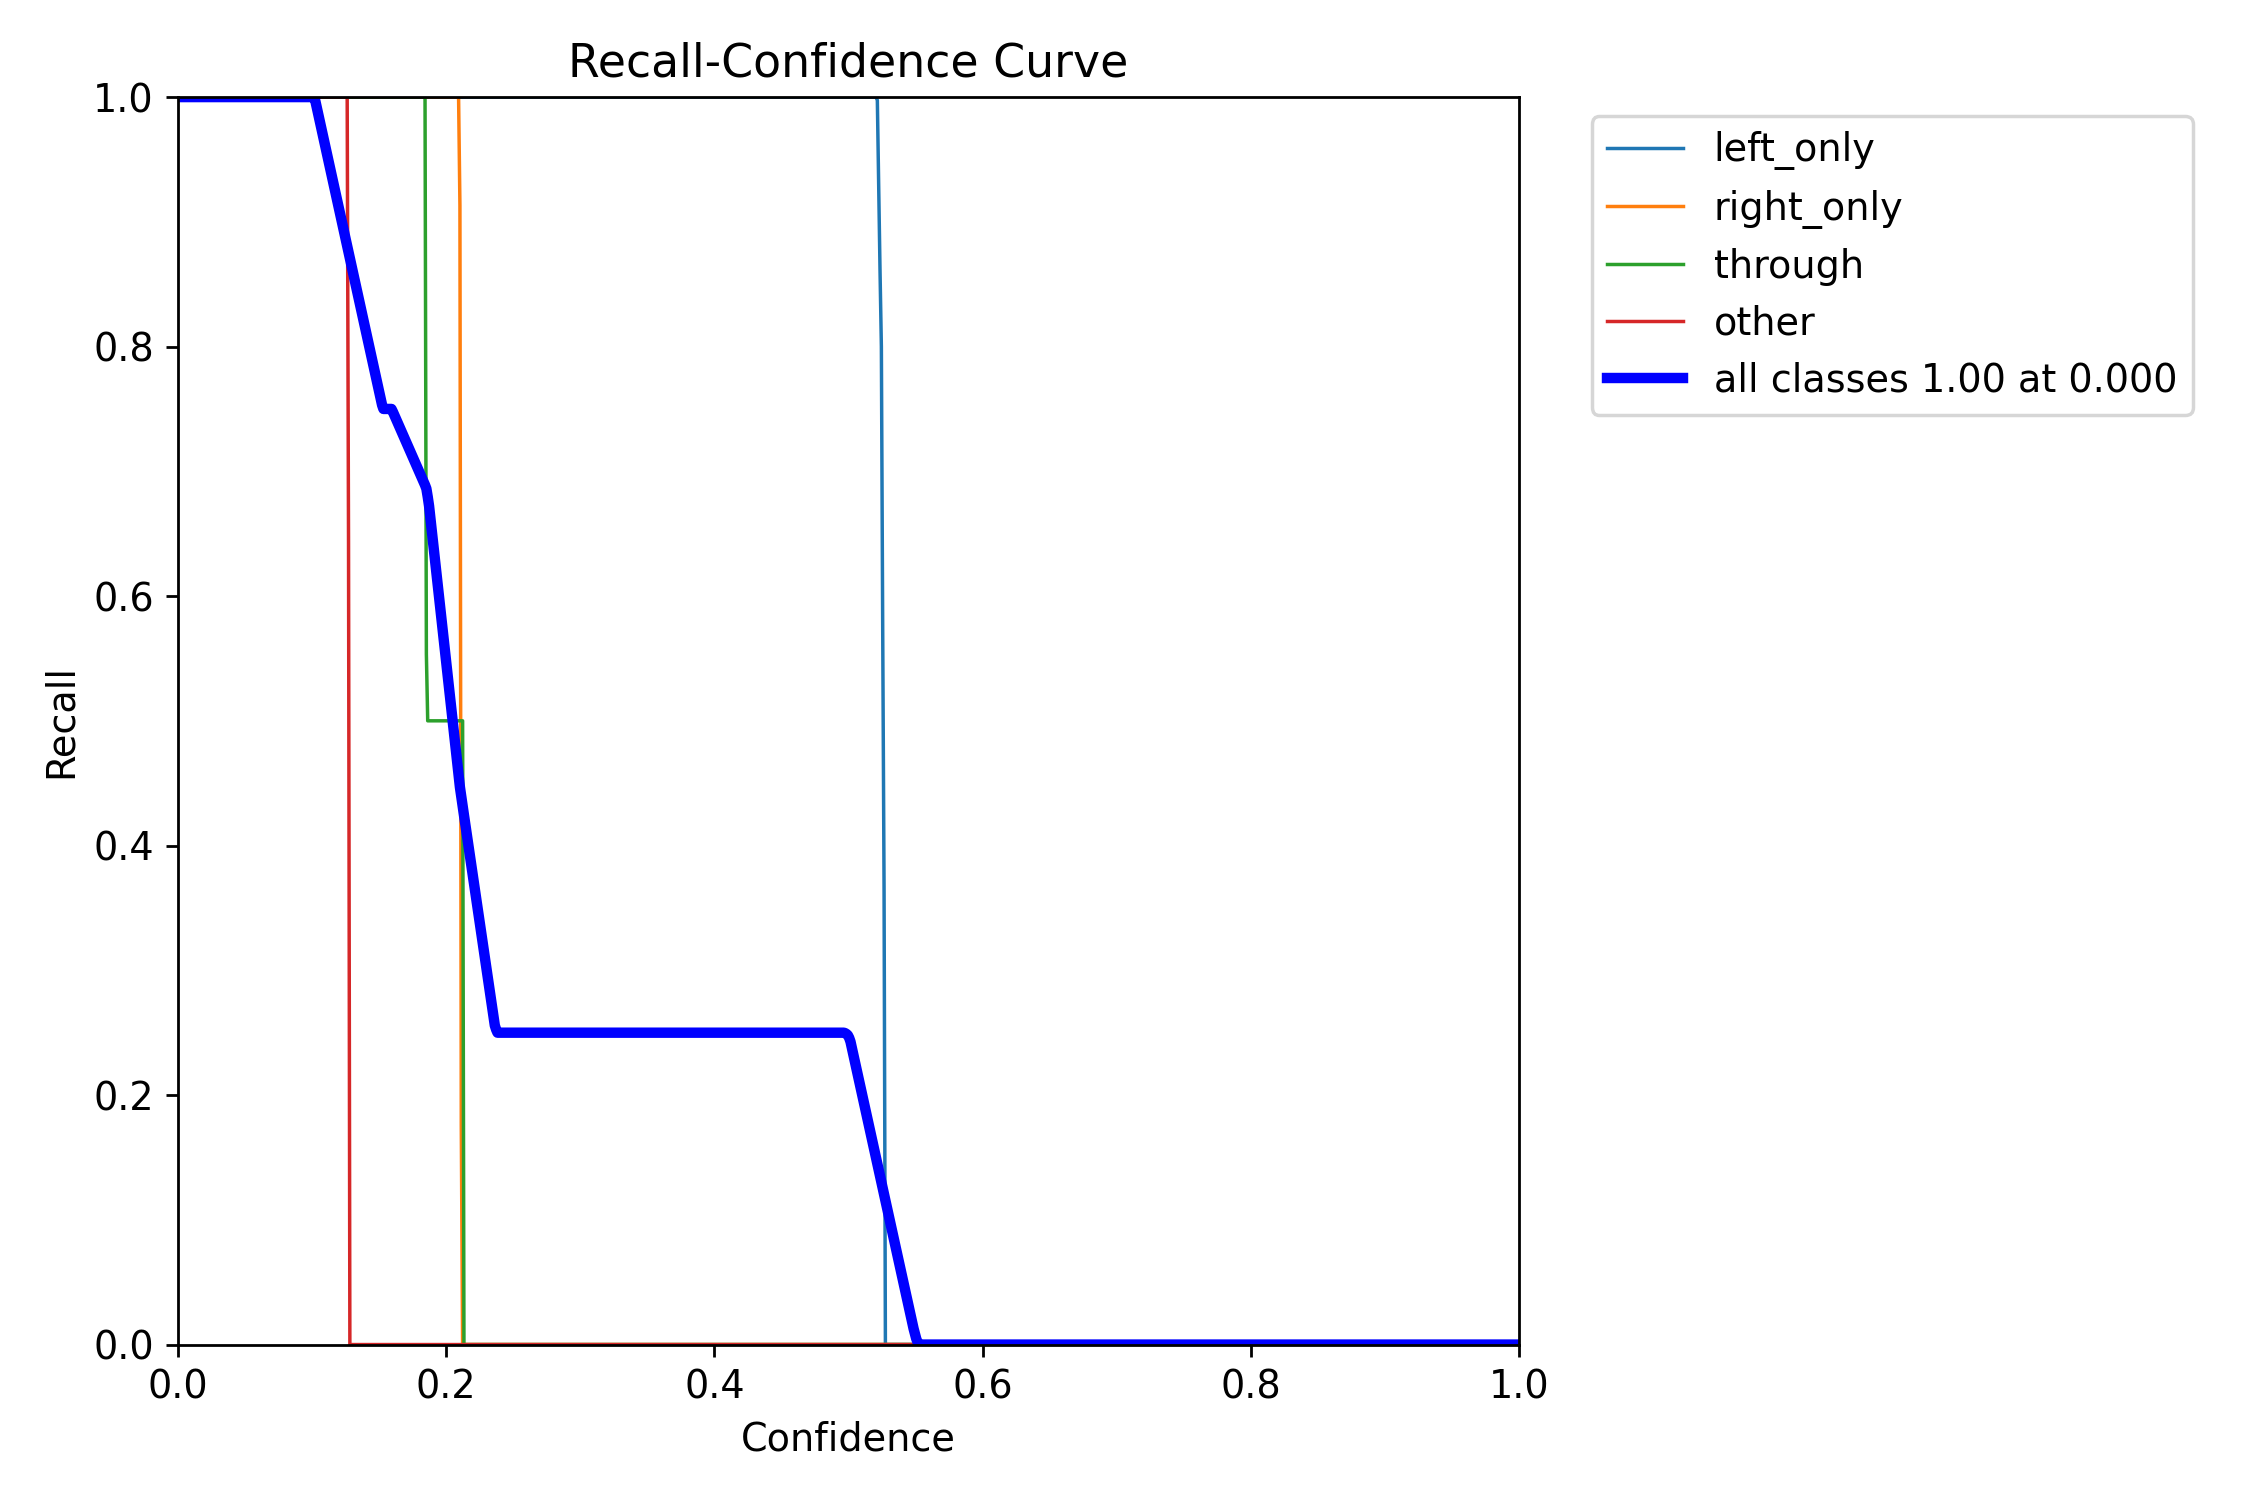 Recall-Confidence Curve
1.0
0.8
0.6
0.4
0.2
0.0
Recall
0.0 0.2 0.4 0.6 0.8 1.0
Confidence
left_only
right_only
through
other
all classes 1.00 at 0.000